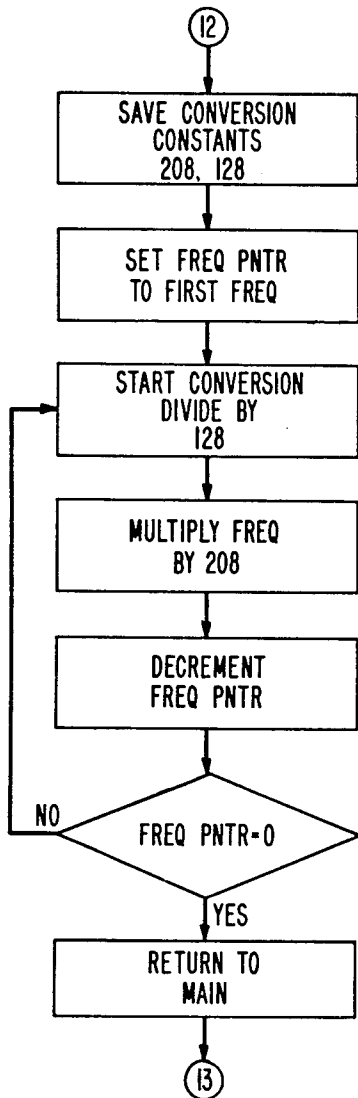 12
SAVE CONVERSION
CONSTANTS
208, 128
SET FREQ PNTR
TO FIRST FREQ
START CONVERSION
DIVIDE BY
128
MULTIPLY FREQ
BY 208
DECREMENT
FREQ PNTR
FREQ PNTR=0
NO
YES
RETURN TO
MAIN
13